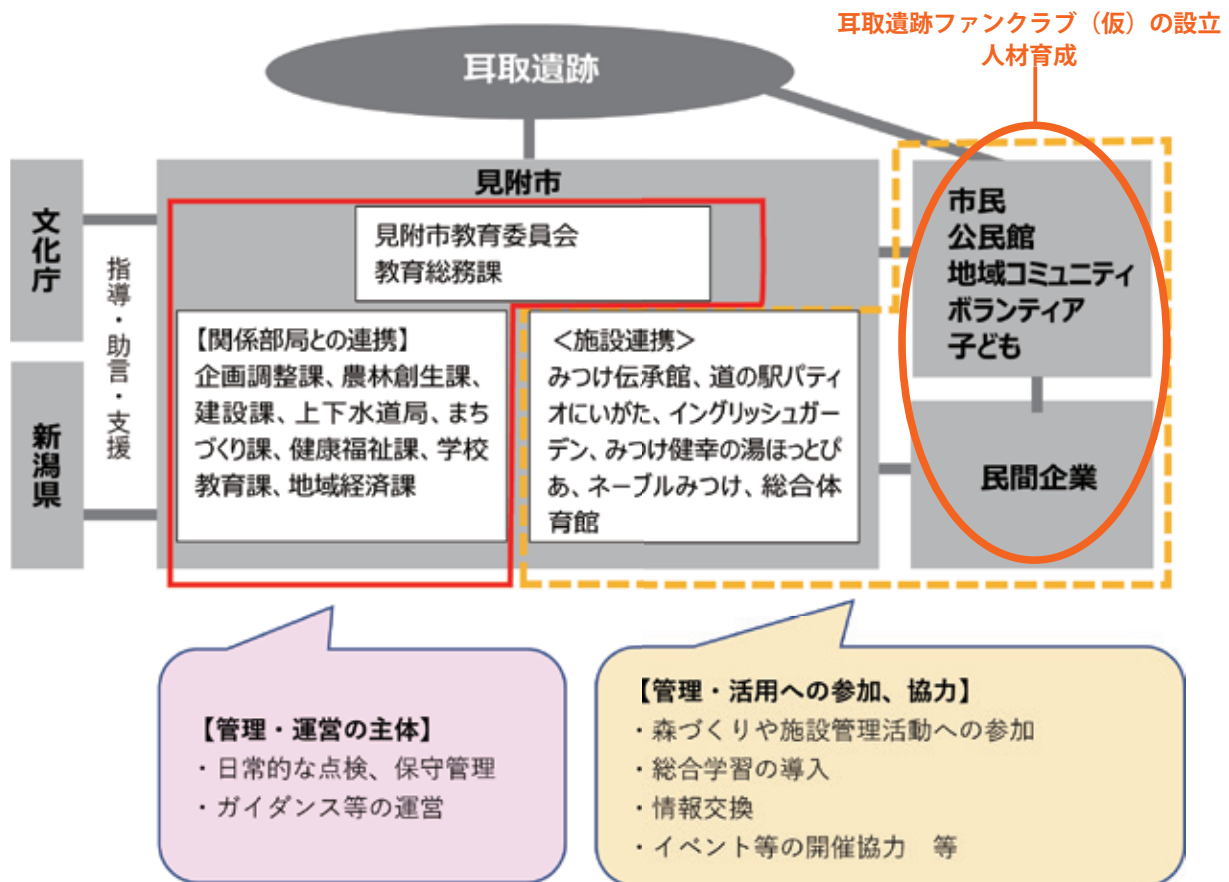 耳取遺跡ファンクラブ（仮）の設立
人材育成
耳取遺跡
文化庁
新潟県
指導・助言・支援
見附市
見附市教育委員会
教育総務課
【関係部局との連携】
企画調整課、農林創生課、
建設課、上下水道局、まち
づくり課、健康福祉課、学校
教育課、地域経済課
＜施設連携＞
みつけ伝承館、道の駅パティ
オにいがた、イングリッシュガー
デン、みつけ健幸の湯ほっとぴ
あ、ネーブルみつけ、総合体
育館
市民
公民館
地域コミュニティ
ボランティア
子ども
民間企業
【管理・運営の主体】
・日常的な点検、保守管理
・ガイダンス等の運営
【管理・活用への参加、協力】
・森づくりや施設管理活動への参加
・総合学習の導入
・情報交換
・イベント等の開催協力　等